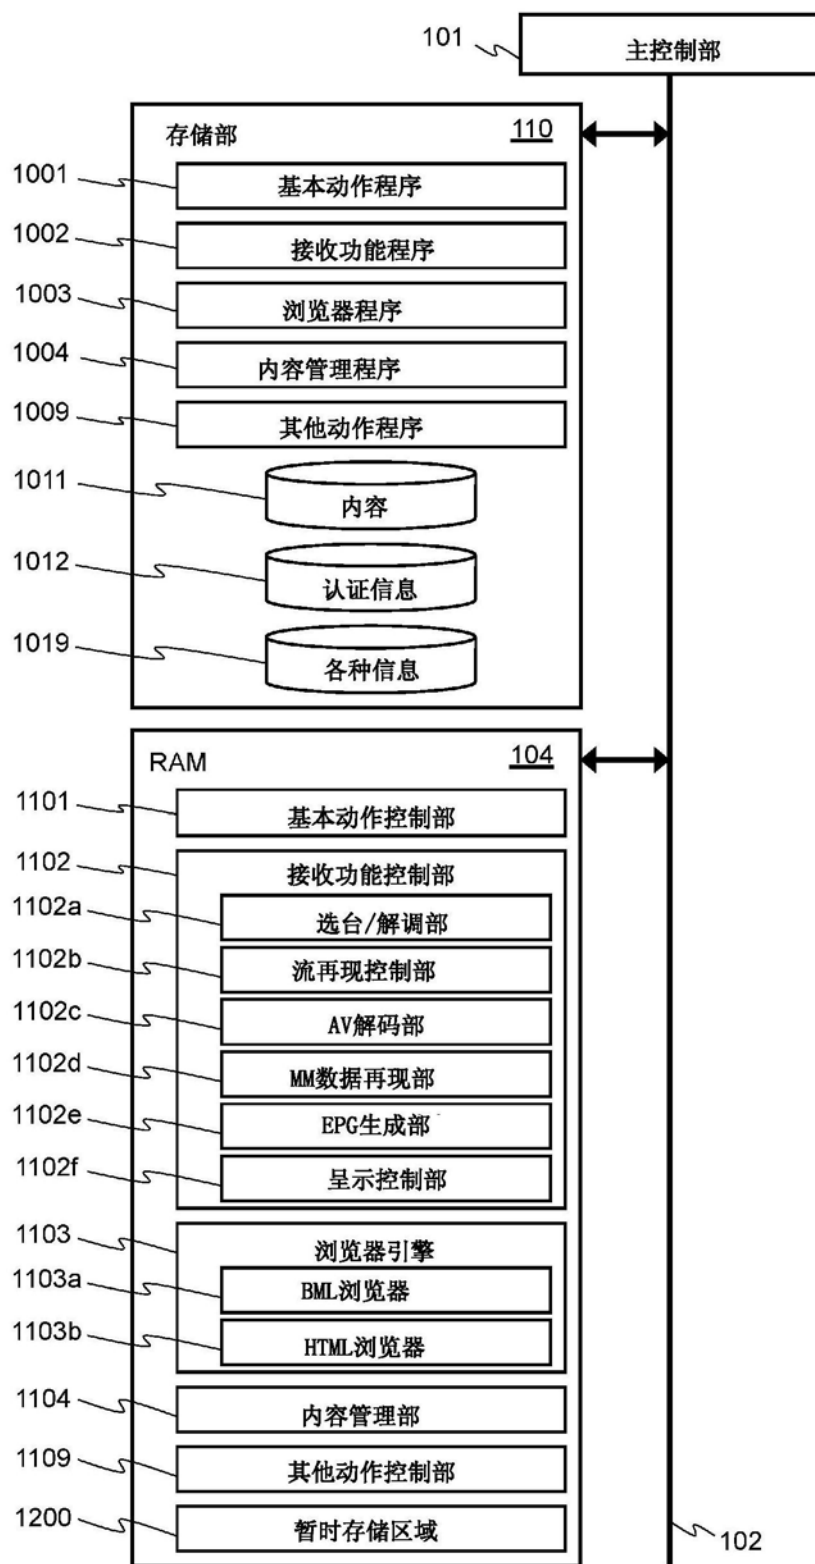 101 主控制部
存储部 110
1001 基本动作程序
1002 接收功能程序
1003 浏览器程序
1004 内容管理程序
1009 其他动作程序
1011 内容
1012 认证信息
1019 各种信息
RAM 104
1101 基本动作控制部
1102 接收功能控制部
1102a 选台/解调部
1102b 流再现控制部
1102c AV解码部
1102d MM数据再现部
1102e EPG生成部
1102f 呈示控制部
1103 浏览器引擎
1103a BML浏览器
1103b HTML浏览器
1104 内容管理部
1109 其他动作控制部
1200 暂时存储区域
102